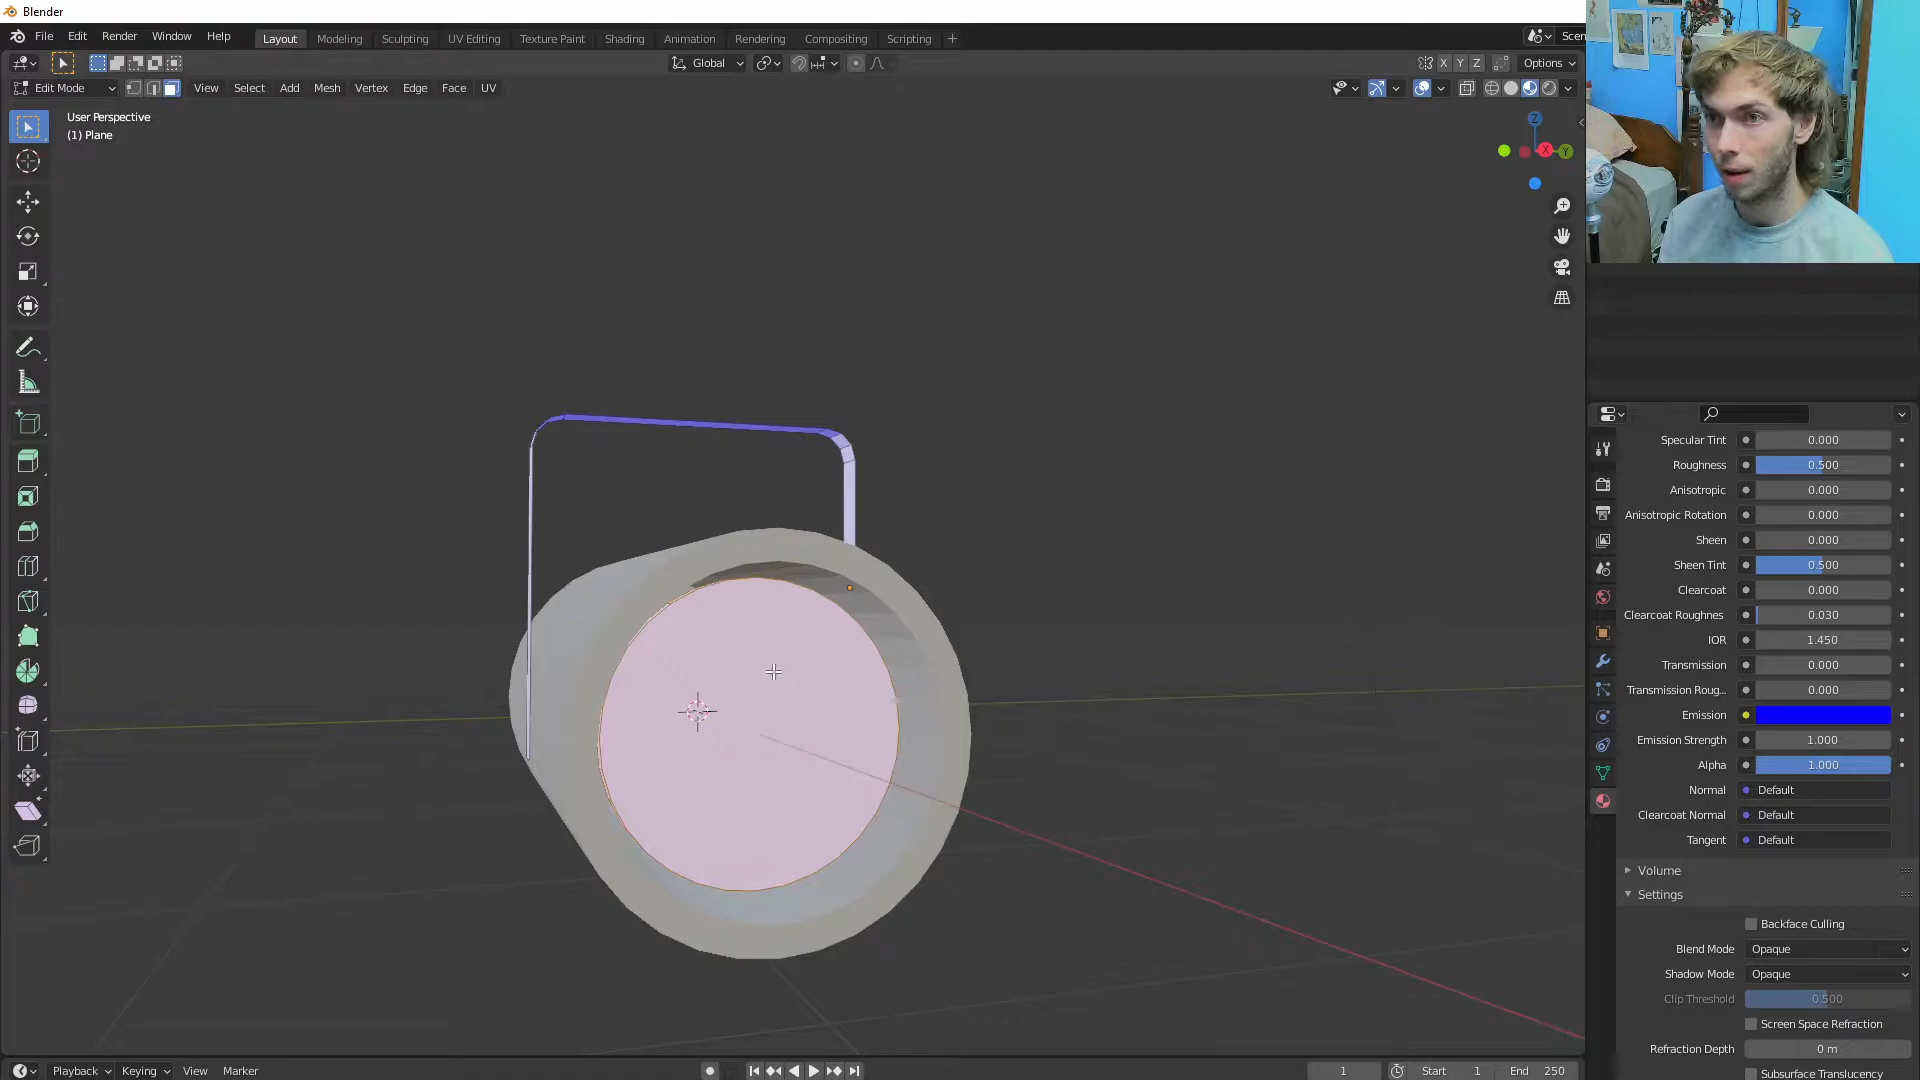 Blender
File Edit Render Window Help Layout Modeling Sculpting UV Editing Texture Paint Shading Animation Rendering Compositing Scripting + Scen
Global X Y Z Options
Edit Mode View Select Add Mesh Vertex Edge Face UV
User Perspective
(1) Plane
Z
X Y
Specular Tint 0.000
Roughness 0.500
Anisotropic 0.000
Anisotropic Rotation 0.000
Sheen 0.000
Sheen Tint 0.500
Clearcoat 0.000
Clearcoat Roughnes 0.030
IOR 1.450
Transmission 0.000
Transmission Roug... 0.000
Emission
Emission Strength 1.000
Alpha 1.000
Normal Default
Clearcoat Normal Default
Tangent Default
Volume
Settings
Backface Culling
Blend Mode Opaque
Shadow Mode Opaque
Clip Threshold 0.500
Screen Space Refraction
Refraction Depth 0 m
Subsurface Translucency
Playback Keying View Marker 1 Start 1 End 250